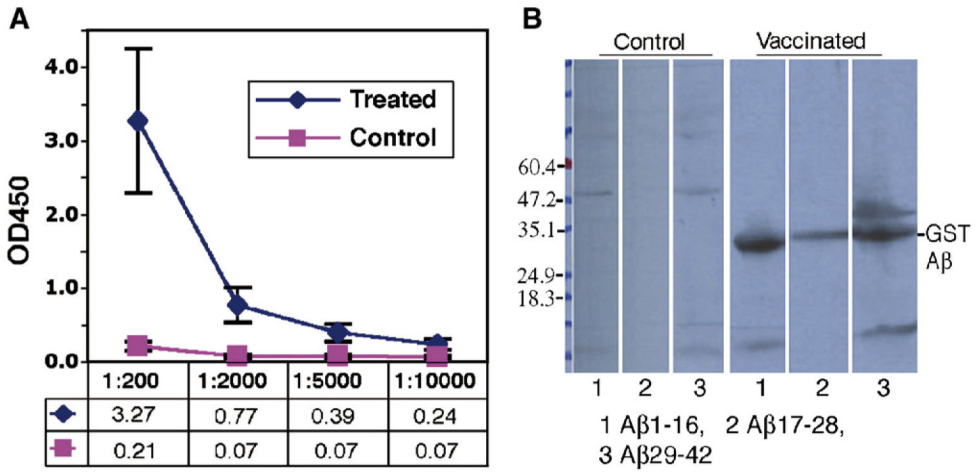 A
OD450
4.0
3.0
2.0
1.0
0.0
Treated
Control
1:200 1:2000 1:5000 1:10000
3.27 0.77 0.39 0.24
0.21 0.07 0.07 0.07
B
Control Vaccinated
60.4
47.2
35.1
24.9
18.3
GST
Aβ
1 2 3 1 2 3
1 Aβ1-16, 2 Aβ17-28,
3 Aβ29-42